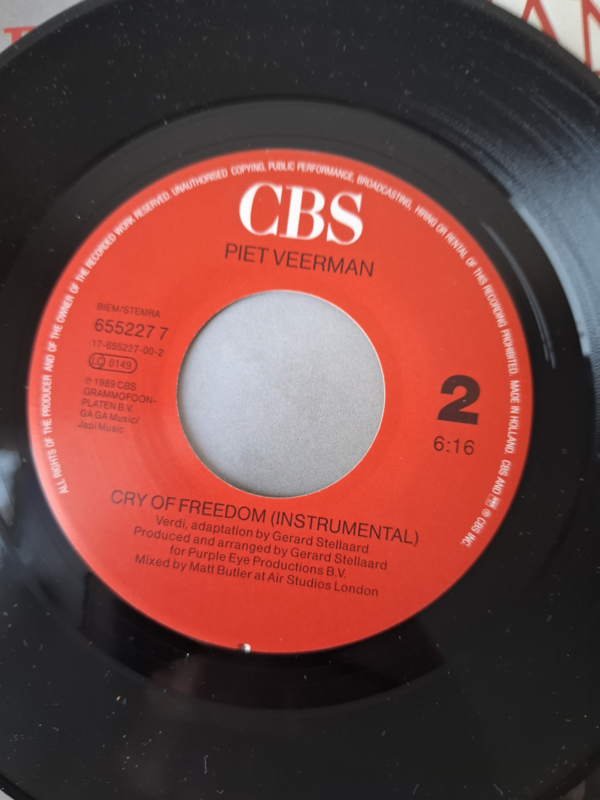 ALL RIGHTS OF THE PRODUCER AND OF THE OWNER OF THE RECORDED WORK RESERVED. UNAUTHORISED COPYING, PUBLIC PERFORMANCE, BROADCASTING, HIRING OR RENTAL OF THIS RECORDING PROHIBITED. MADE IN HOLLAND. CBS AND ® CBS INC.
CBS
PIET VEERMAN
BIEM/STEMRA
655227 7
17-655227-00-2
LC 0149
℗ 1989 CBS
GRAMMOFOON-
PLATEN B.V.
GA GA Music/
Japi Music
2
6:16
CRY OF FREEDOM (INSTRUMENTAL)
Verdi, adaptation by Gerard Stellaard
Produced and arranged by Gerard Stellaard
for Purple Eye Productions B.V.
Mixed by Matt Butler at Air Studios London